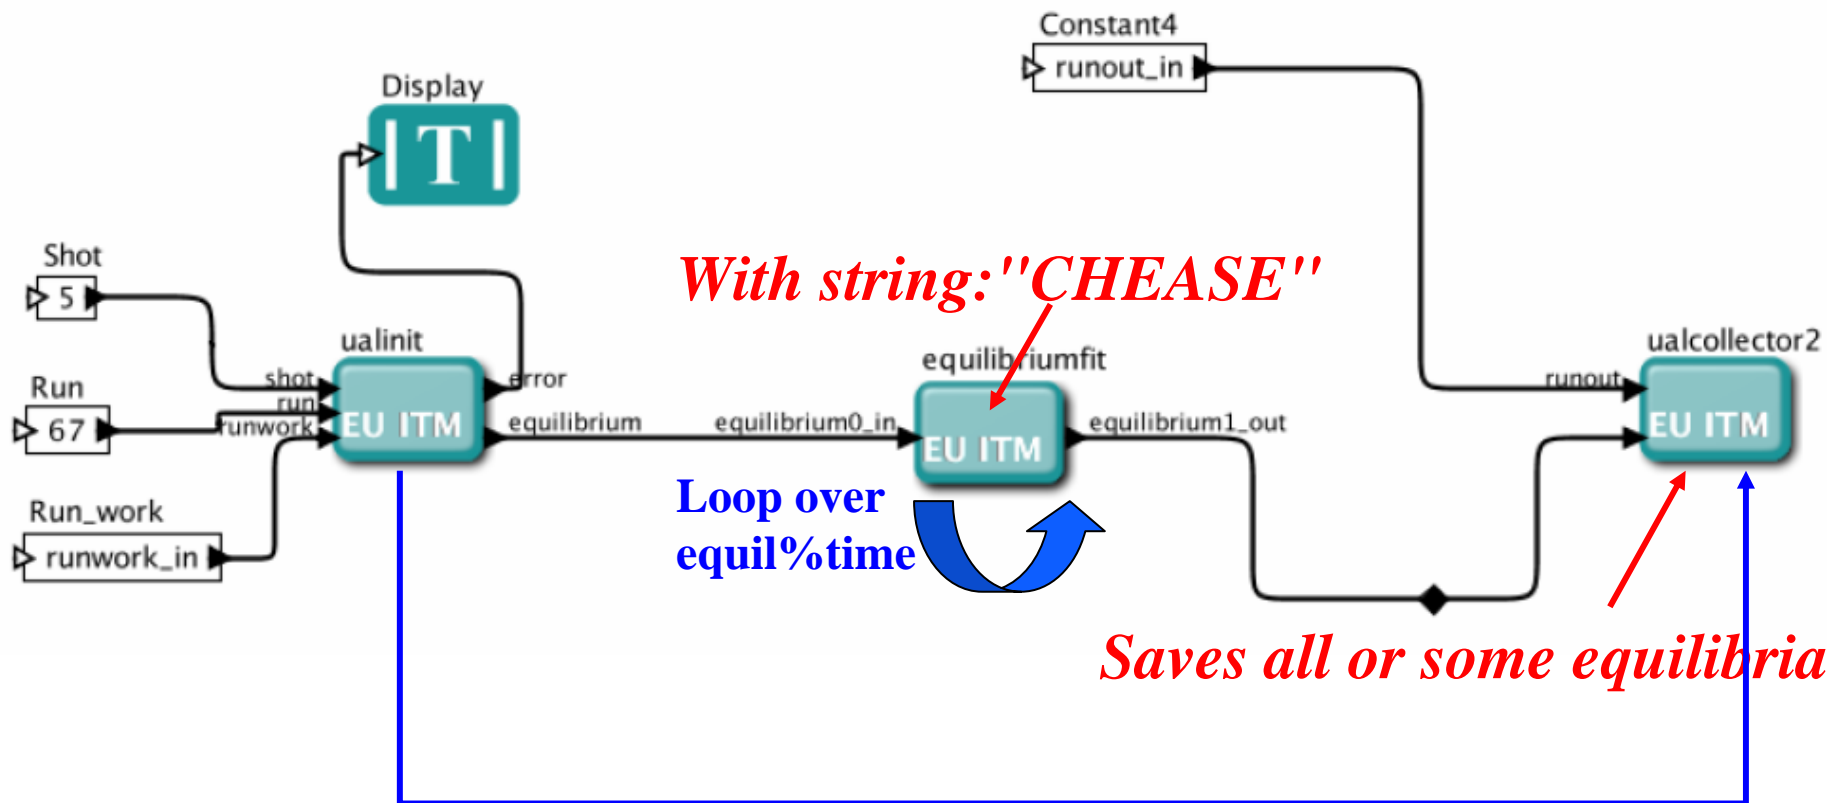 Constant4
runout_in
Display
T
Shot
5
With string:"CHEASE"
ualinit
equilibriumfit
ualcollector2
Run
67
shot
run
runwork
EU ITM
error
equilibrium
equilibrium0_in
EU ITM
equilibrium1_out
runout
EU ITM
Run_work
runwork_in
Loop over
equil%time
Saves all or some equilibria